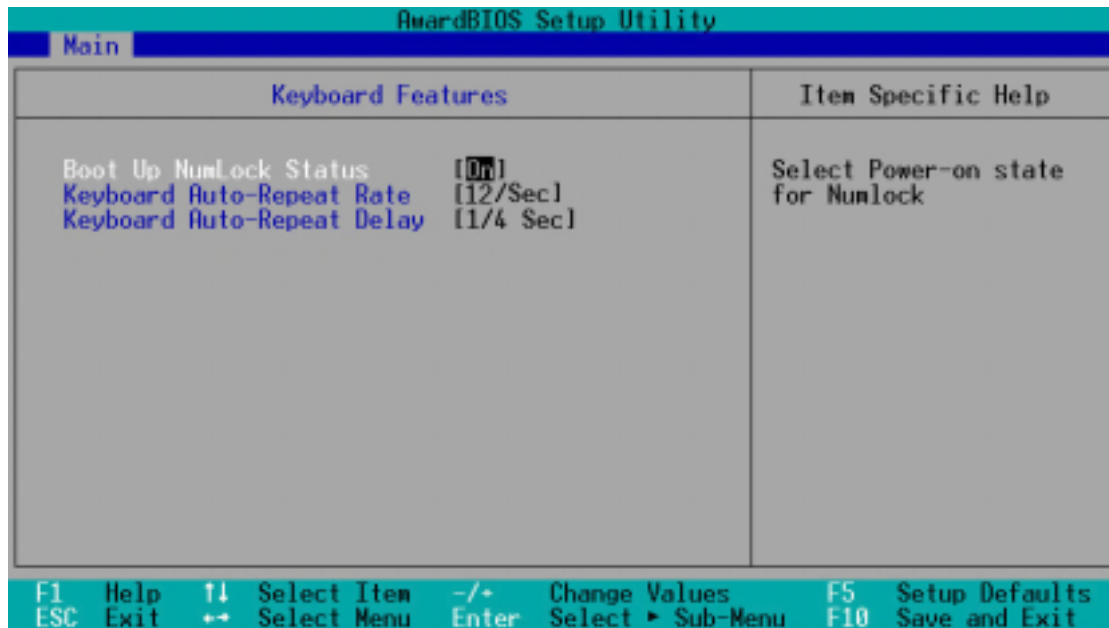 AwardBIOS Setup Utility
Main
Keyboard Features
Item Specific Help
Boot Up NumLock Status [On]
Keyboard Auto-Repeat Rate [12/Sec]
Keyboard Auto-Repeat Delay [1/4 Sec]
Select Power-on state
for Numlock
F1 Help ↑↓ Select Item -/+ Change Values F5 Setup Defaults
ESC Exit ←→ Select Menu Enter Select ► Sub-Menu F10 Save and Exit